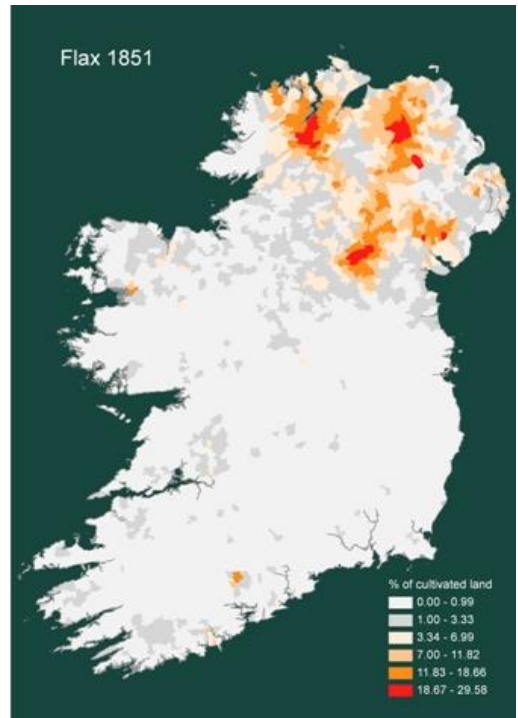 Flax 1851
% of cultivated land
0.00 - 0.99
1.00 - 3.33
3.34 - 6.99
7.00 - 11.82
11.83 - 18.66
18.67 - 29.58